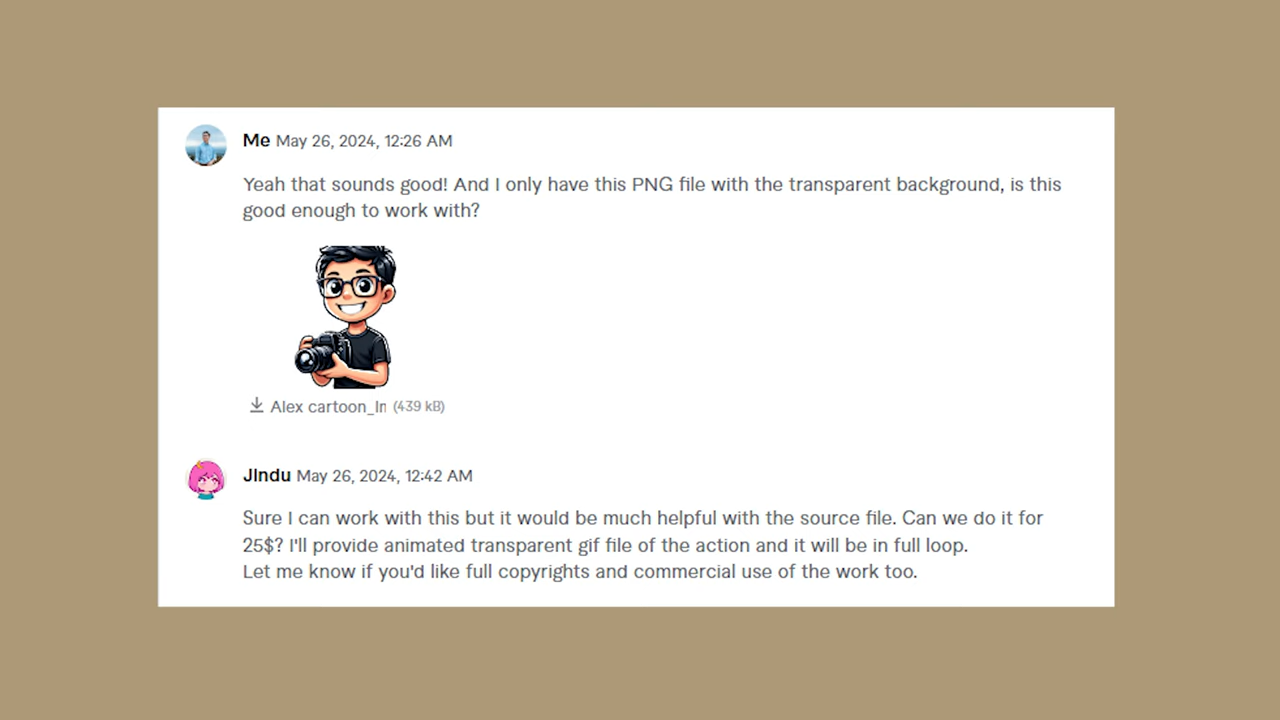 Me May 26, 2024, 12:26 AM
Yeah that sounds good! And I only have this PNG file with the transparent background, is this
good enough to work with?
Alex cartoon_In (439 kB)
JIndu May 26, 2024, 12:42 AM
Sure I can work with this but it would be much helpful with the source file. Can we do it for
25$? I'll provide animated transparent gif file of the action and it will be in full loop.
Let me know if you'd like full copyrights and commercial use of the work too.